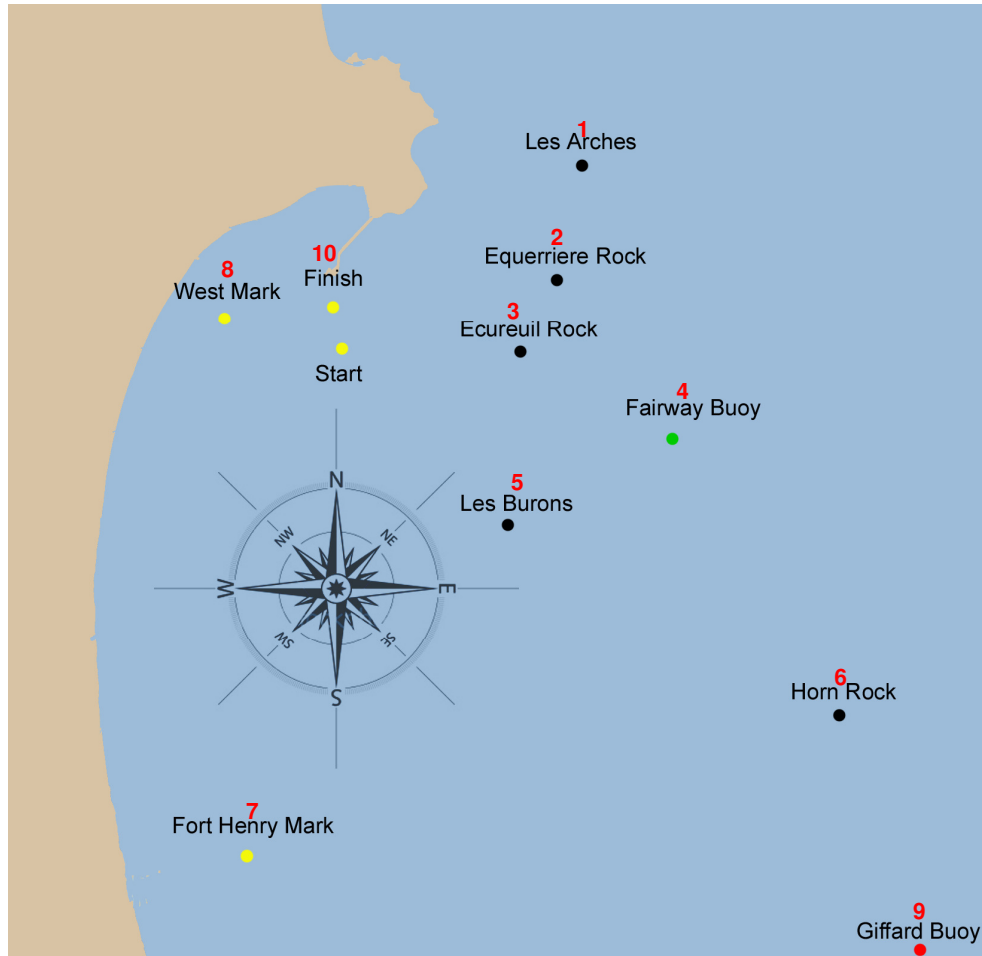 1
Les Arches
2
Equerriere Rock
10
Finish
8
West Mark
3
Ecureuil Rock
Start
4
Fairway Buoy
5
Les Burons
N
NW
NE
W
E
SW
SE
S
6
Horn Rock
7
Fort Henry Mark
9
Giffard Buoy